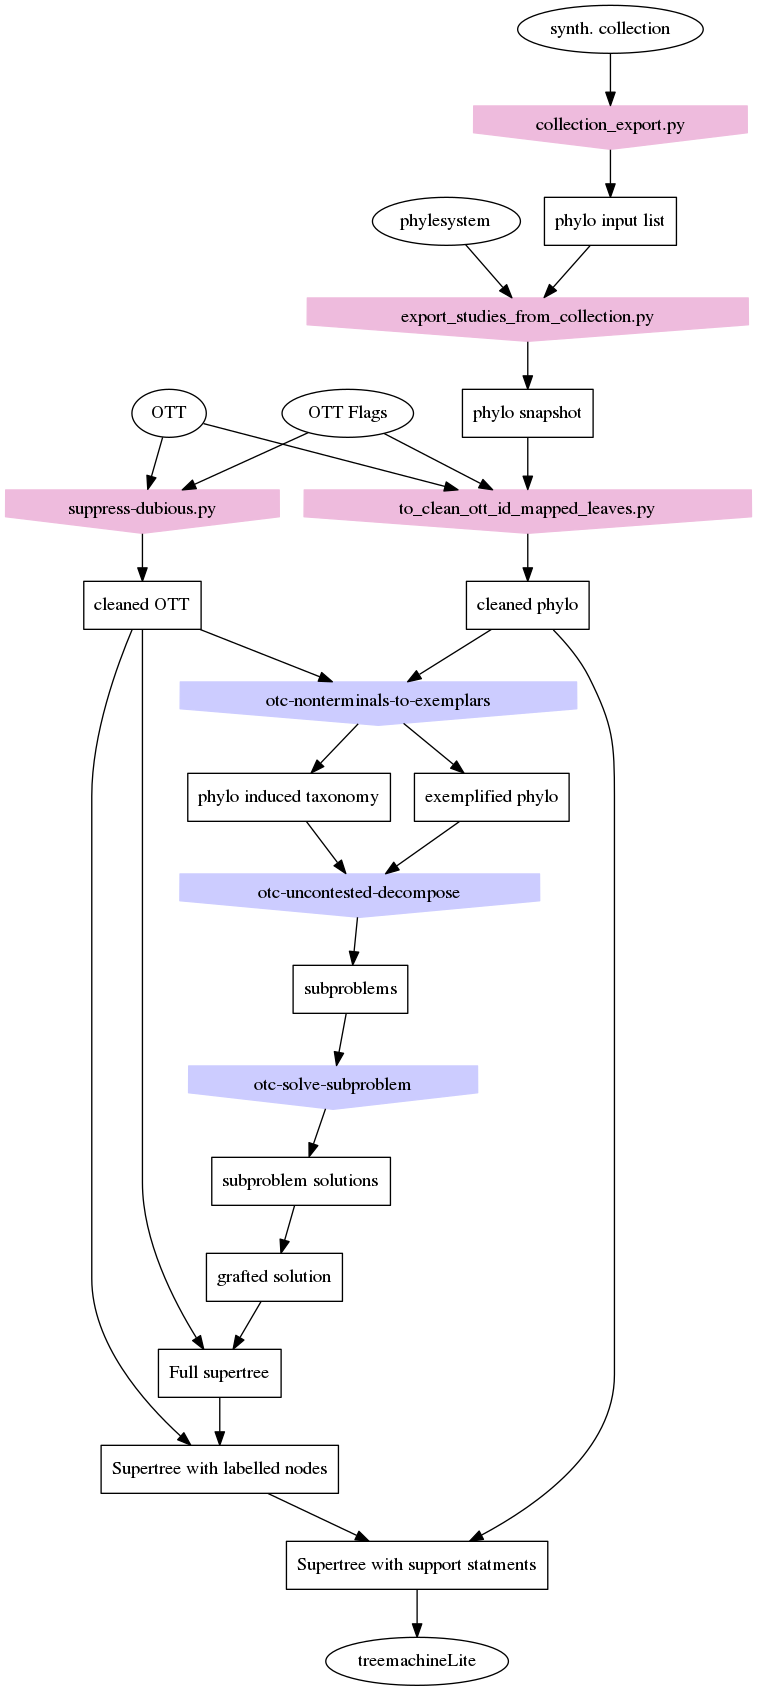 synth. collection
collection_export.py
phylesystem
phylo input list
export_studies_from_collection.py
OTT
OTT Flags
phylo snapshot
suppress-dubious.py
to_clean_ott_id_mapped_leaves.py
cleaned OTT
cleaned phylo
otc-nonterminals-to-exemplars
phylo induced taxonomy
exemplified phylo
otc-uncontested-decompose
subproblems
otc-solve-subproblem
subproblem solutions
grafted solution
Full supertree
Supertree with labelled nodes
Supertree with support statments
treemachineLite